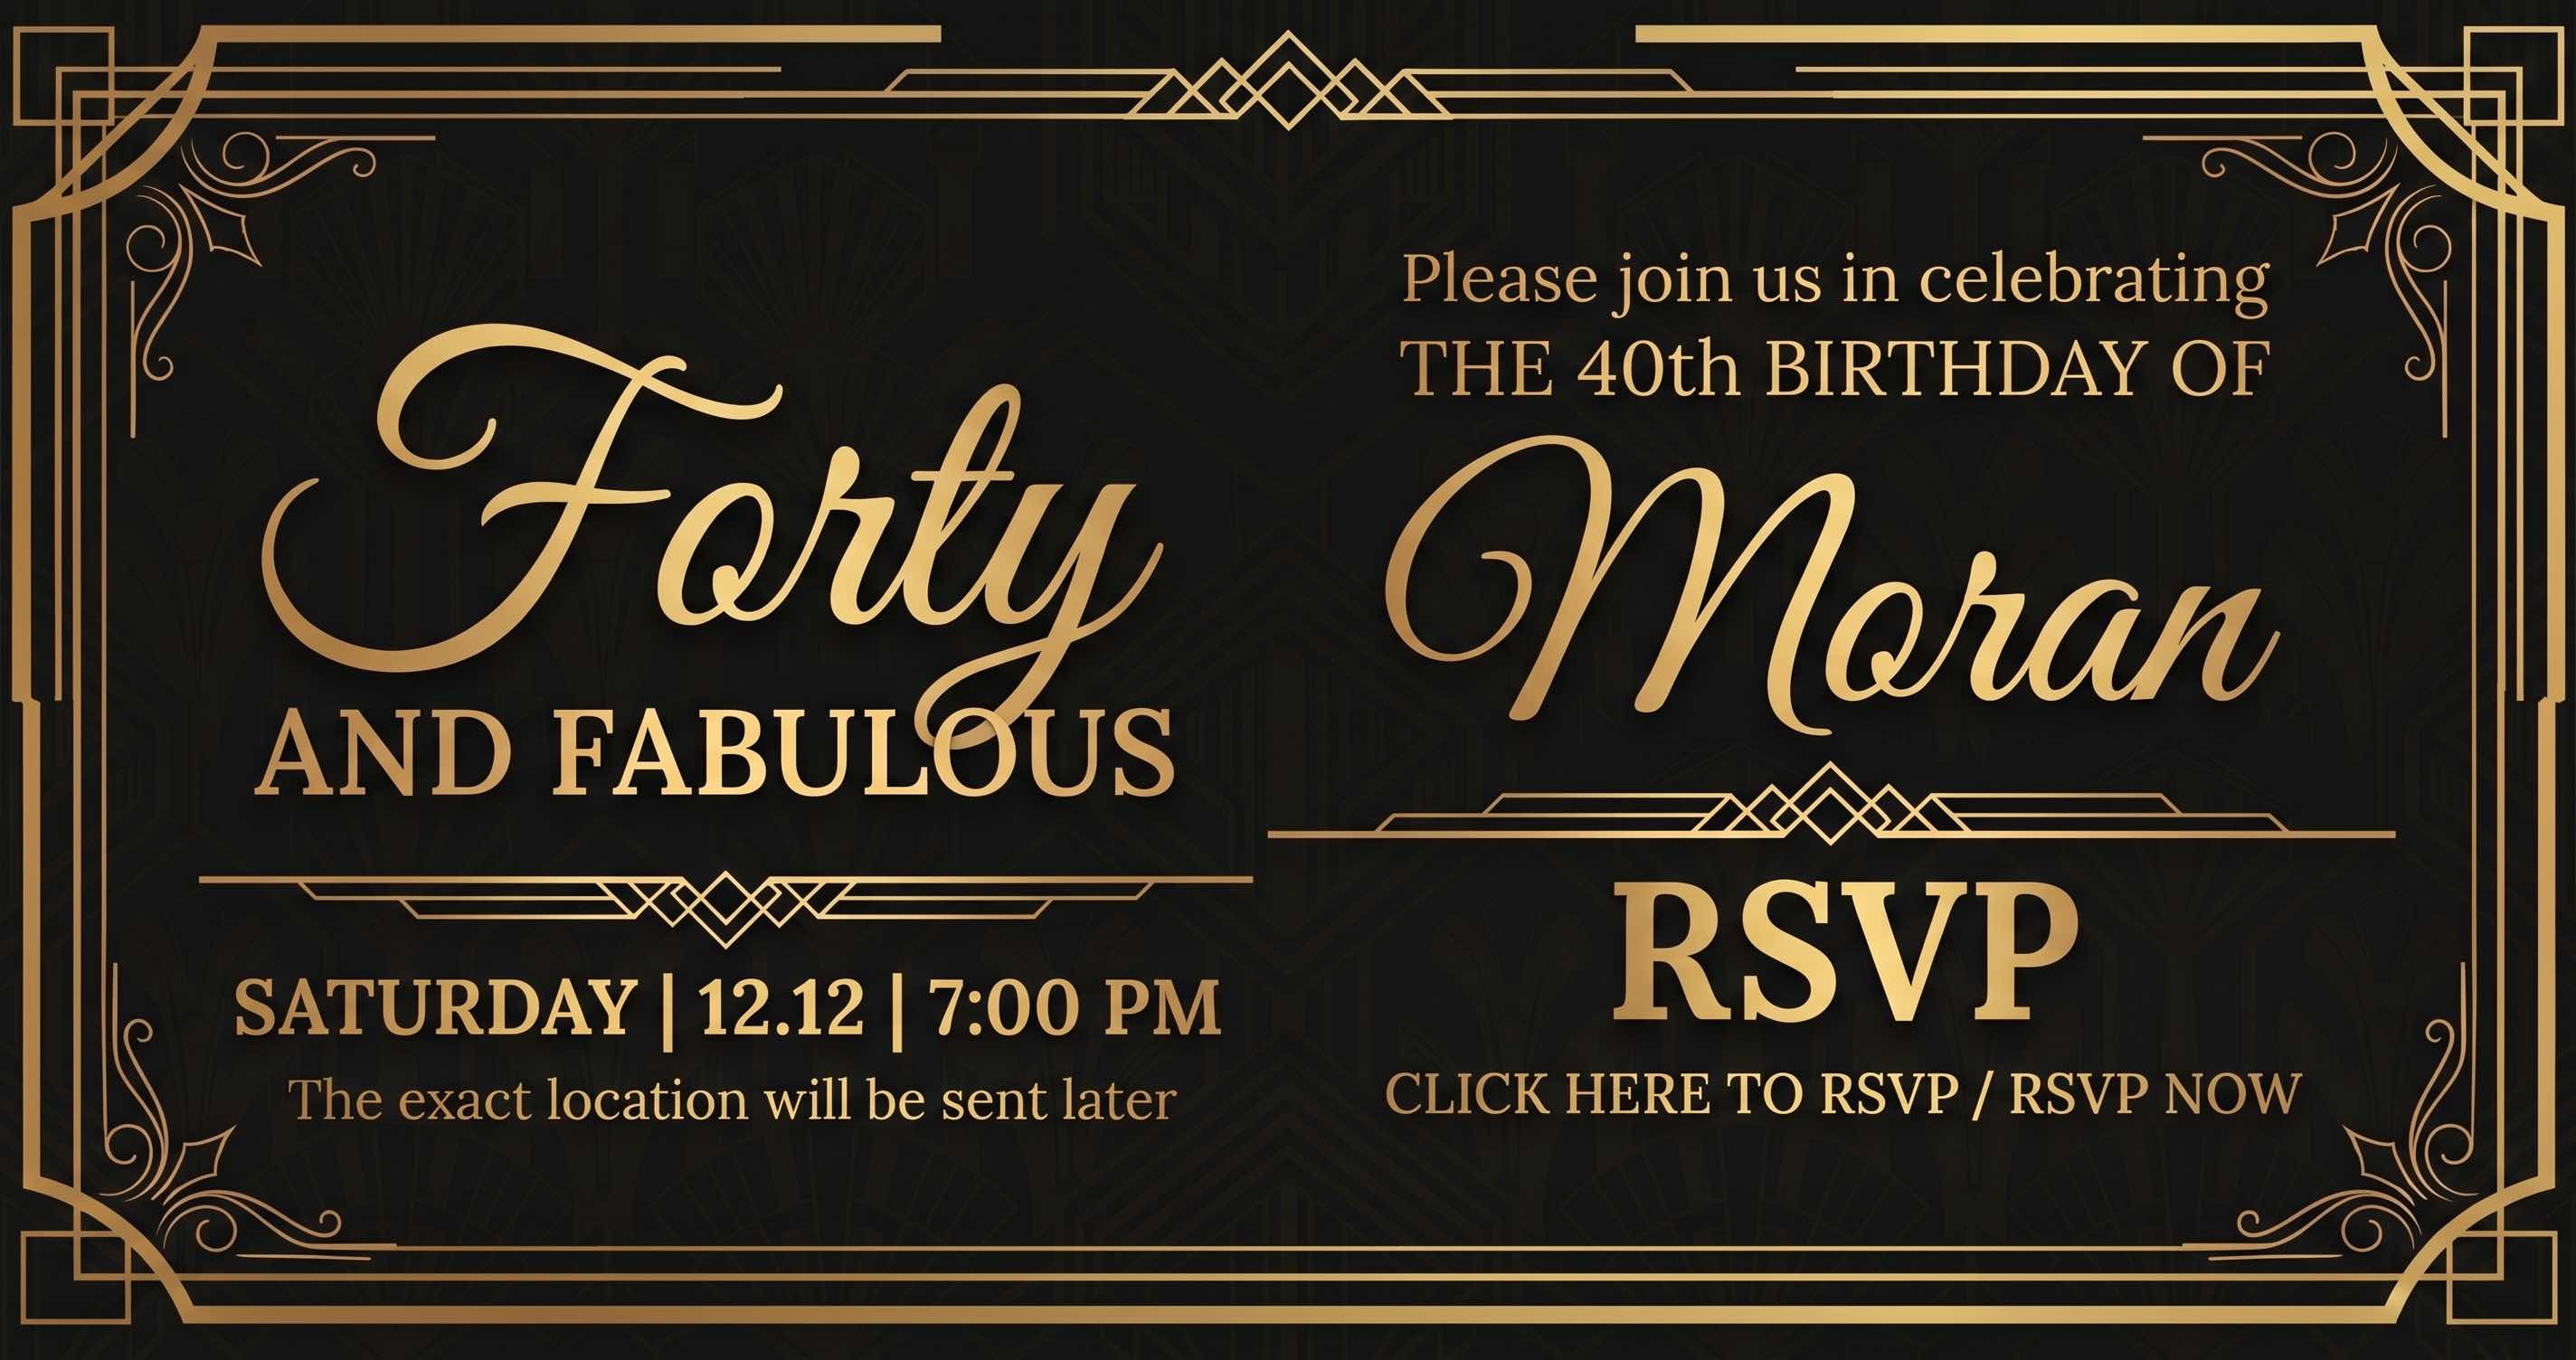 Forty
AND FABULOUS
SATURDAY | 12.12 | 7:00 PM
The exact location will be sent later
Please join us in celebrating
THE 40th BIRTHDAY OF
Moran
RSVP
CLICK HERE TO RSVP / RSVP NOW